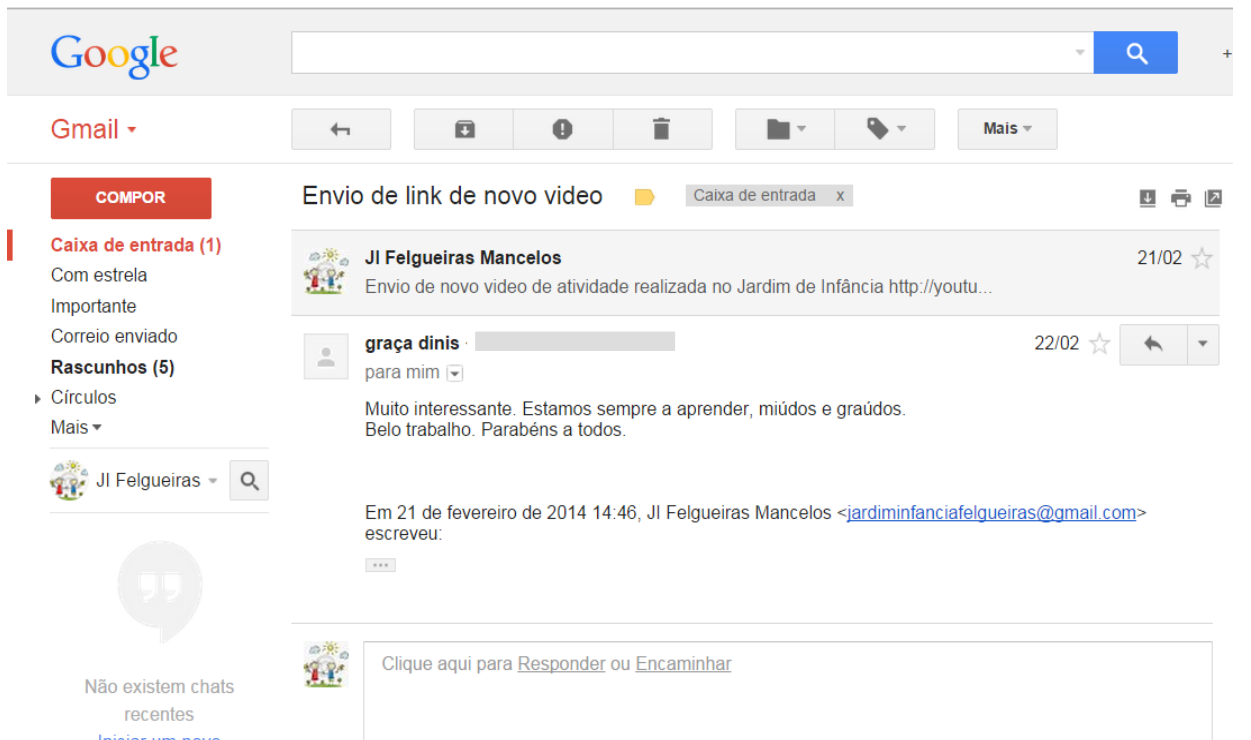 Google
+
Gmail
Mais
COMPOR
Envio de link de novo video
Caixa de entrada x
Caixa de entrada (1)
Com estrela
Importante
Correio enviado
Rascunhos (5)
Círculos
Mais
JI Felgueiras
Não existem chats
recentes
Iniciar um novo
JI Felgueiras Mancelos
21/02
Envio de novo video de atividade realizada no Jardim de Infância http://youtu...
graça dinis
22/02
para mim
Muito interessante. Estamos sempre a aprender, miúdos e graúdos.
Belo trabalho. Parabéns a todos.
Em 21 de fevereiro de 2014 14:46, JI Felgueiras Mancelos <jardiminfanciafelgueiras@gmail.com>
escreveu:
Clique aqui para Responder ou Encaminhar